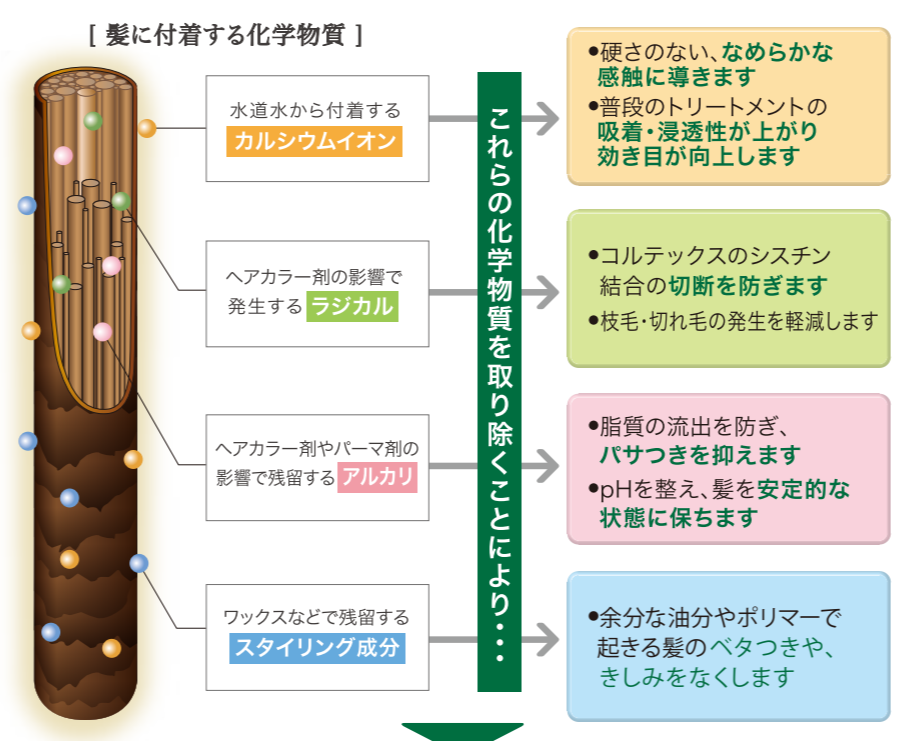 [ 髪に付着する化学物質 ]
水道水から付着する
カルシウムイオン
ヘアカラー剤の影響で
発生する ラジカル
ヘアカラー剤やパーマ剤の
影響で残留する アルカリ
ワックスなどで残留する
スタイリング成分
これらの化学物質を取り除くことにより・・・
●硬さのない、なめらかな
感触に導きます
●普段のトリートメントの
吸着・浸透性が上がり
効き目が向上します
●コルテックスのシスチン
結合の切断を防ぎます
●枝毛・切れ毛の発生を軽減します
●脂質の流出を防ぎ、
パサつきを抑えます
●pHを整え、髪を安定的な
状態に保ちます
●余分な油分やポリマーで
起きる髪のベタつきや、
きしみをなくします